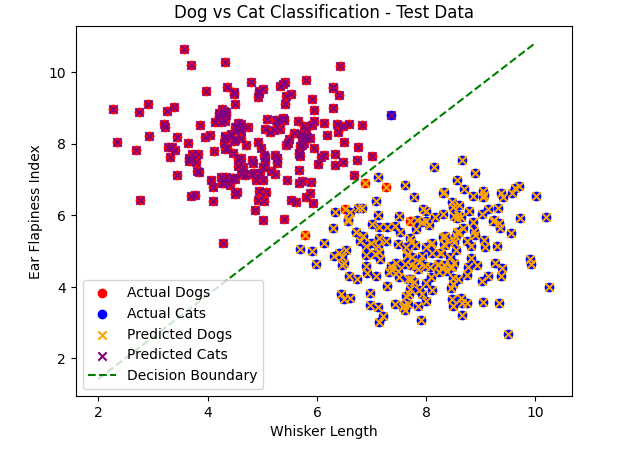 Dog vs Cat Classification - Test Data
Ear Flapiness Index
10
8
6
4
2
Actual Dogs
Actual Cats
Predicted Dogs
Predicted Cats
Decision Boundary
2 4 6 8 10
Whisker Length